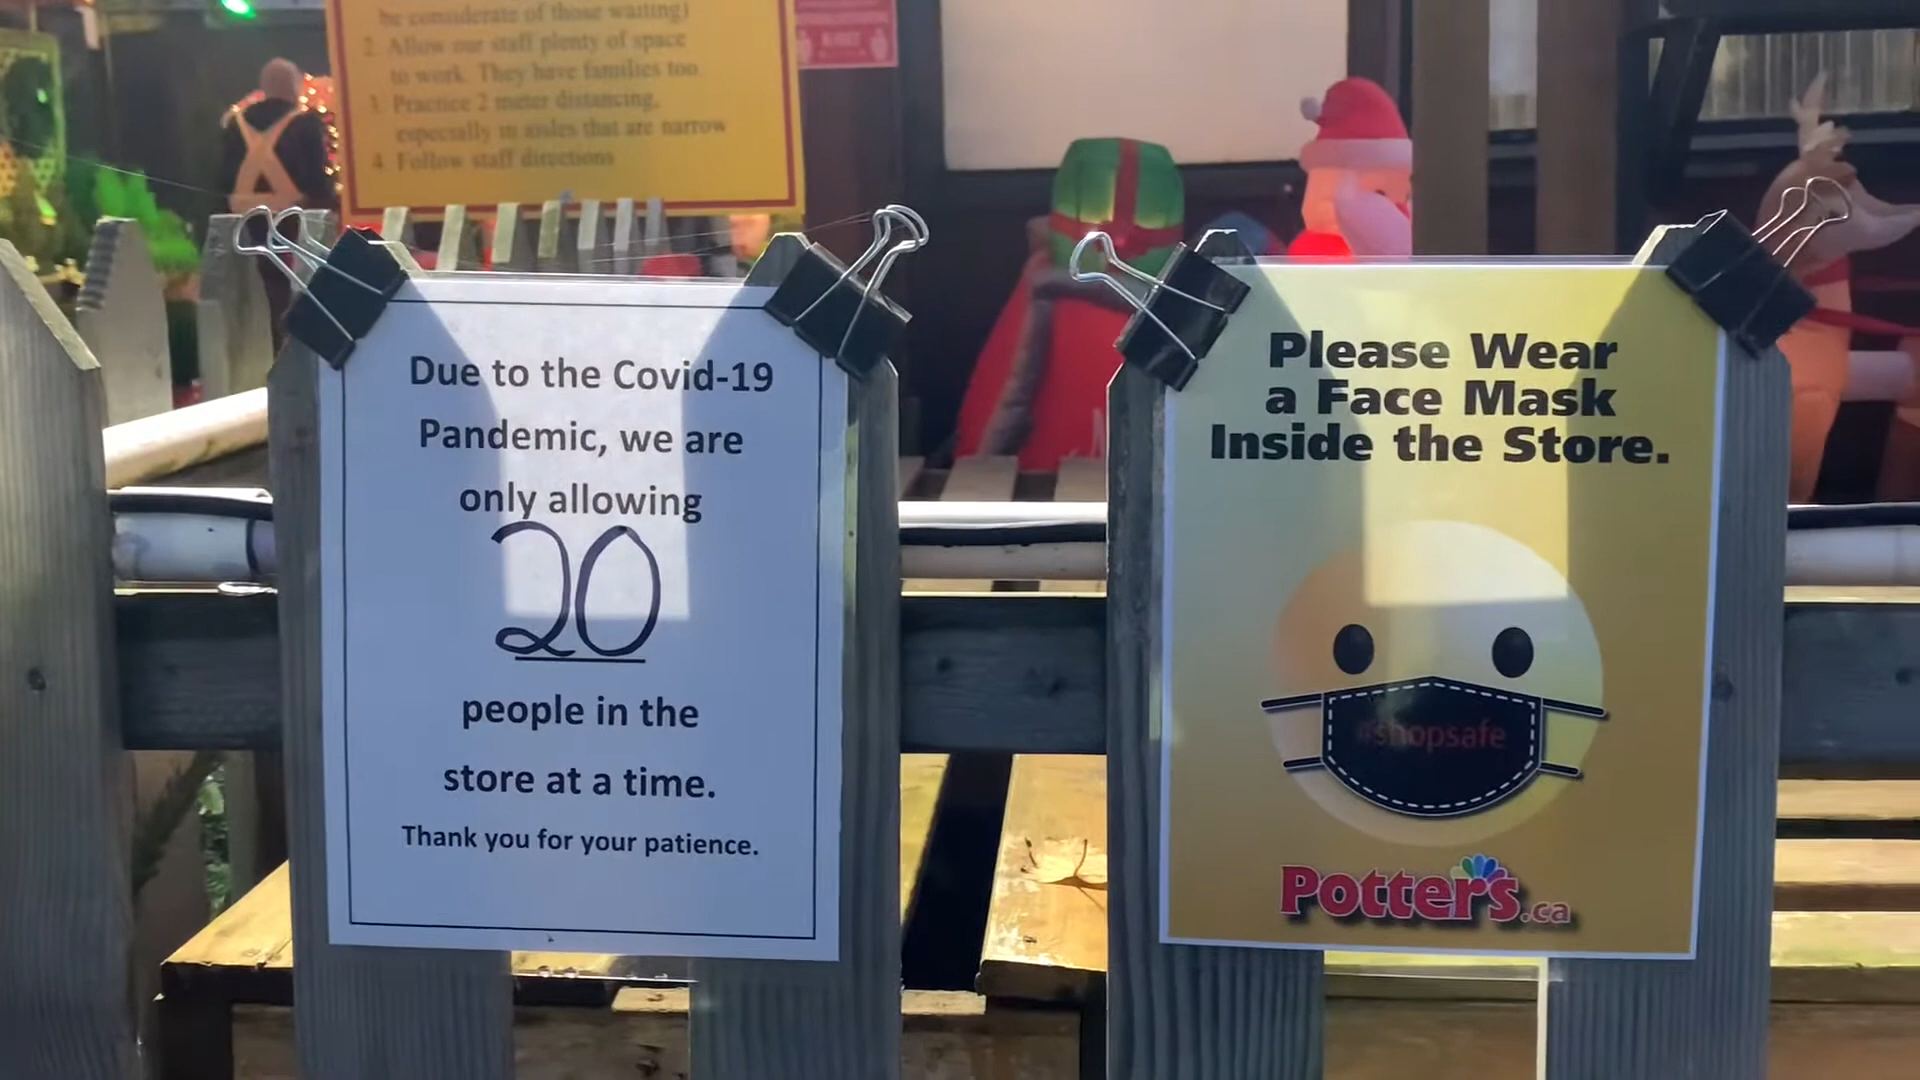 be considerate of those waiting)
2. Allow our staff plenty of space
to work. They have families too.
3. Practice 2 meter distancing,
especially in aisles that are narrow
4. Follow staff directions
Due to the Covid-19
Pandemic, we are
only allowing
20
people in the
store at a time.
Thank you for your patience.
Please Wear
a Face Mask
Inside the Store.
#shopsafe
Potter's.ca